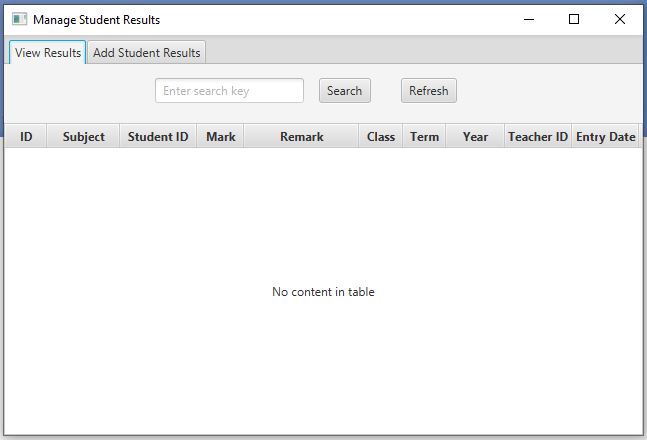 Manage Student Results
View Results Add Student Results
Enter search key Search Refresh
ID Subject Student ID Mark Remark Class Term Year Teacher ID Entry Date
No content in table